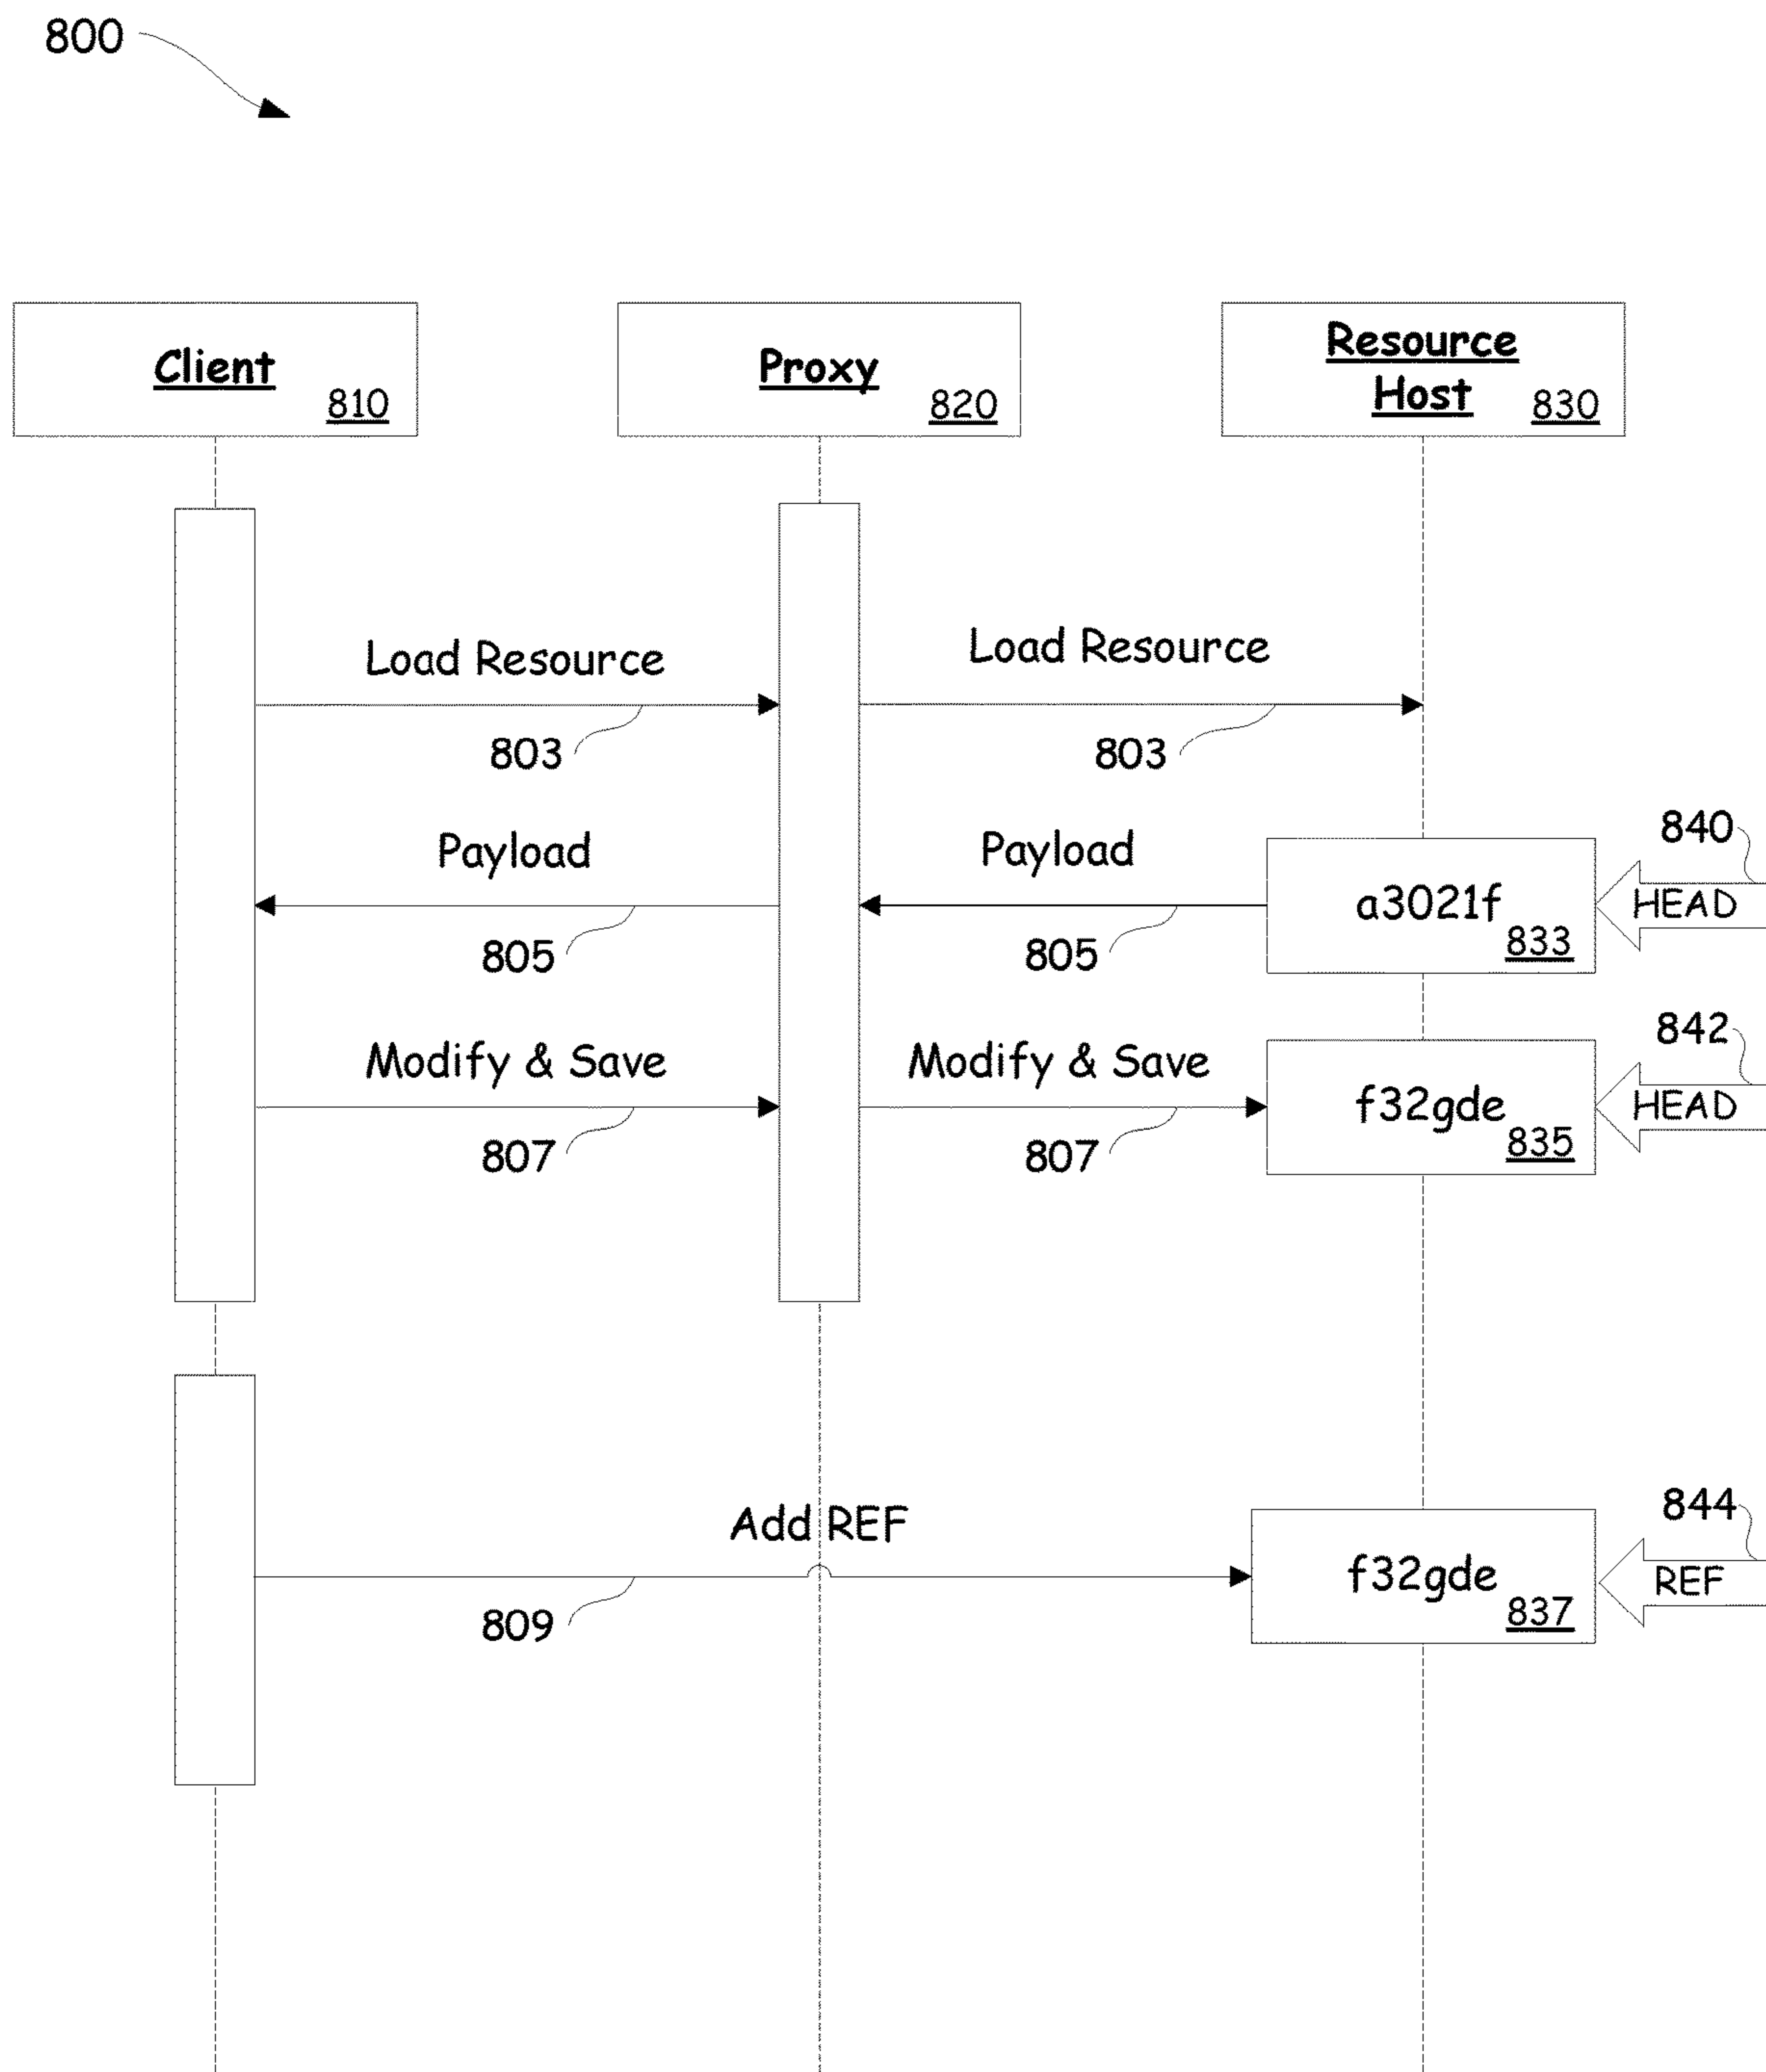 800
Client
810
Proxy
820
Resource
Host
830
Load Resource
Load Resource
803
803
Payload
Payload
805
805
a3021f
833
840
HEAD
Modify & Save
Modify & Save
807
807
f32gde
835
842
HEAD
Add REF
809
f32gde
837
844
REF